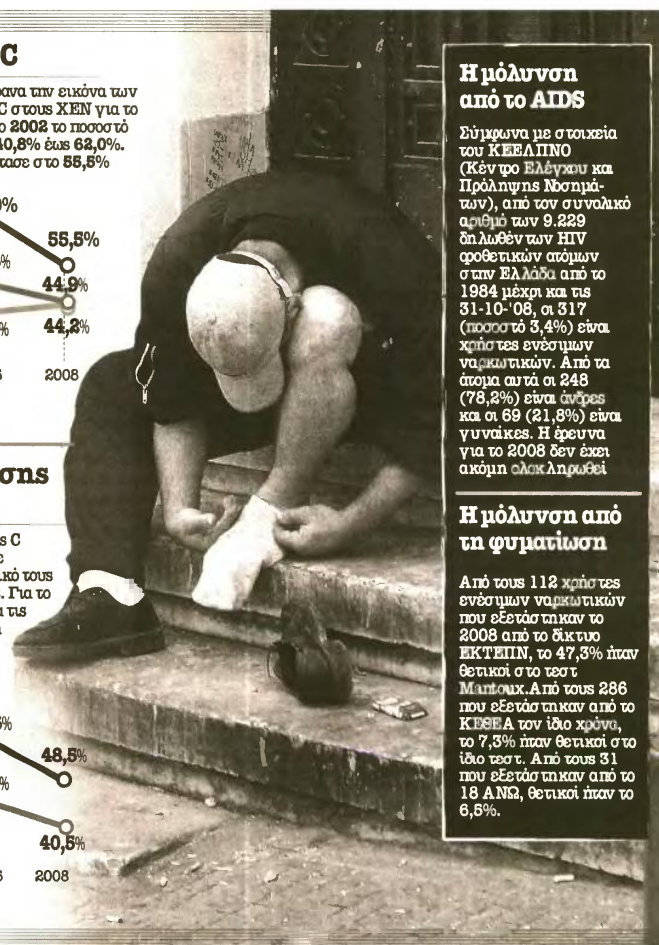 C
την εικόνα των
C στους ΧΕΝ για το
2002 το ποσοστό
έως 62,0%.
στο 55,5%
55,5%
44,9%
44,2%
2008
C
τους
Για το
τις
48,5%
40,5%
2008
Η μόλυνση
από το AIDS
Σύμφωνα με στοιχεία
του ΚΕΕΛΠΝΟ
(Κέντρο Ελέγχου και
Πρόληψης Νοσημά-
των), από τον συνολικό
αριθμό των 9.229
δηλωθέντων HIV
οροθετικών ατόμων
στην Ελλάδα από το
1984 μέχρι και τις
31-10-'08, οι 317
(ποσοστό 3,4%) είναι
χρήστες ενέσιμων
ναρκωτικών. Από τα
άτομα αυτά οι 248
(78,2%) είναι άνδρες
και οι 69 (21,8%) είναι
γυναίκες. Η έρευνα
για το 2008 δεν έχει
ακόμη ολοκληρωθεί
Η μόλυνση από
τη φυματίωση
Από τους 112 χρήστες
ενέσιμων ναρκωτικών
που εξετάστηκαν το
2008 από το δίκτυο
ΕΚΤΕΠΝ, το 47,3% ήταν
θετικοί στο τεστ
Mantoux.Από τους 286
που εξετάστηκαν από το
ΚΕΘΕΑ τον ίδιο χρόνο,
το 7,3% ήταν θετικοί στο
ίδιο τεστ. Από τους 31
που εξετάστηκαν από το
18 ΑΝΩ, θετικοί ήταν το
6,5%.